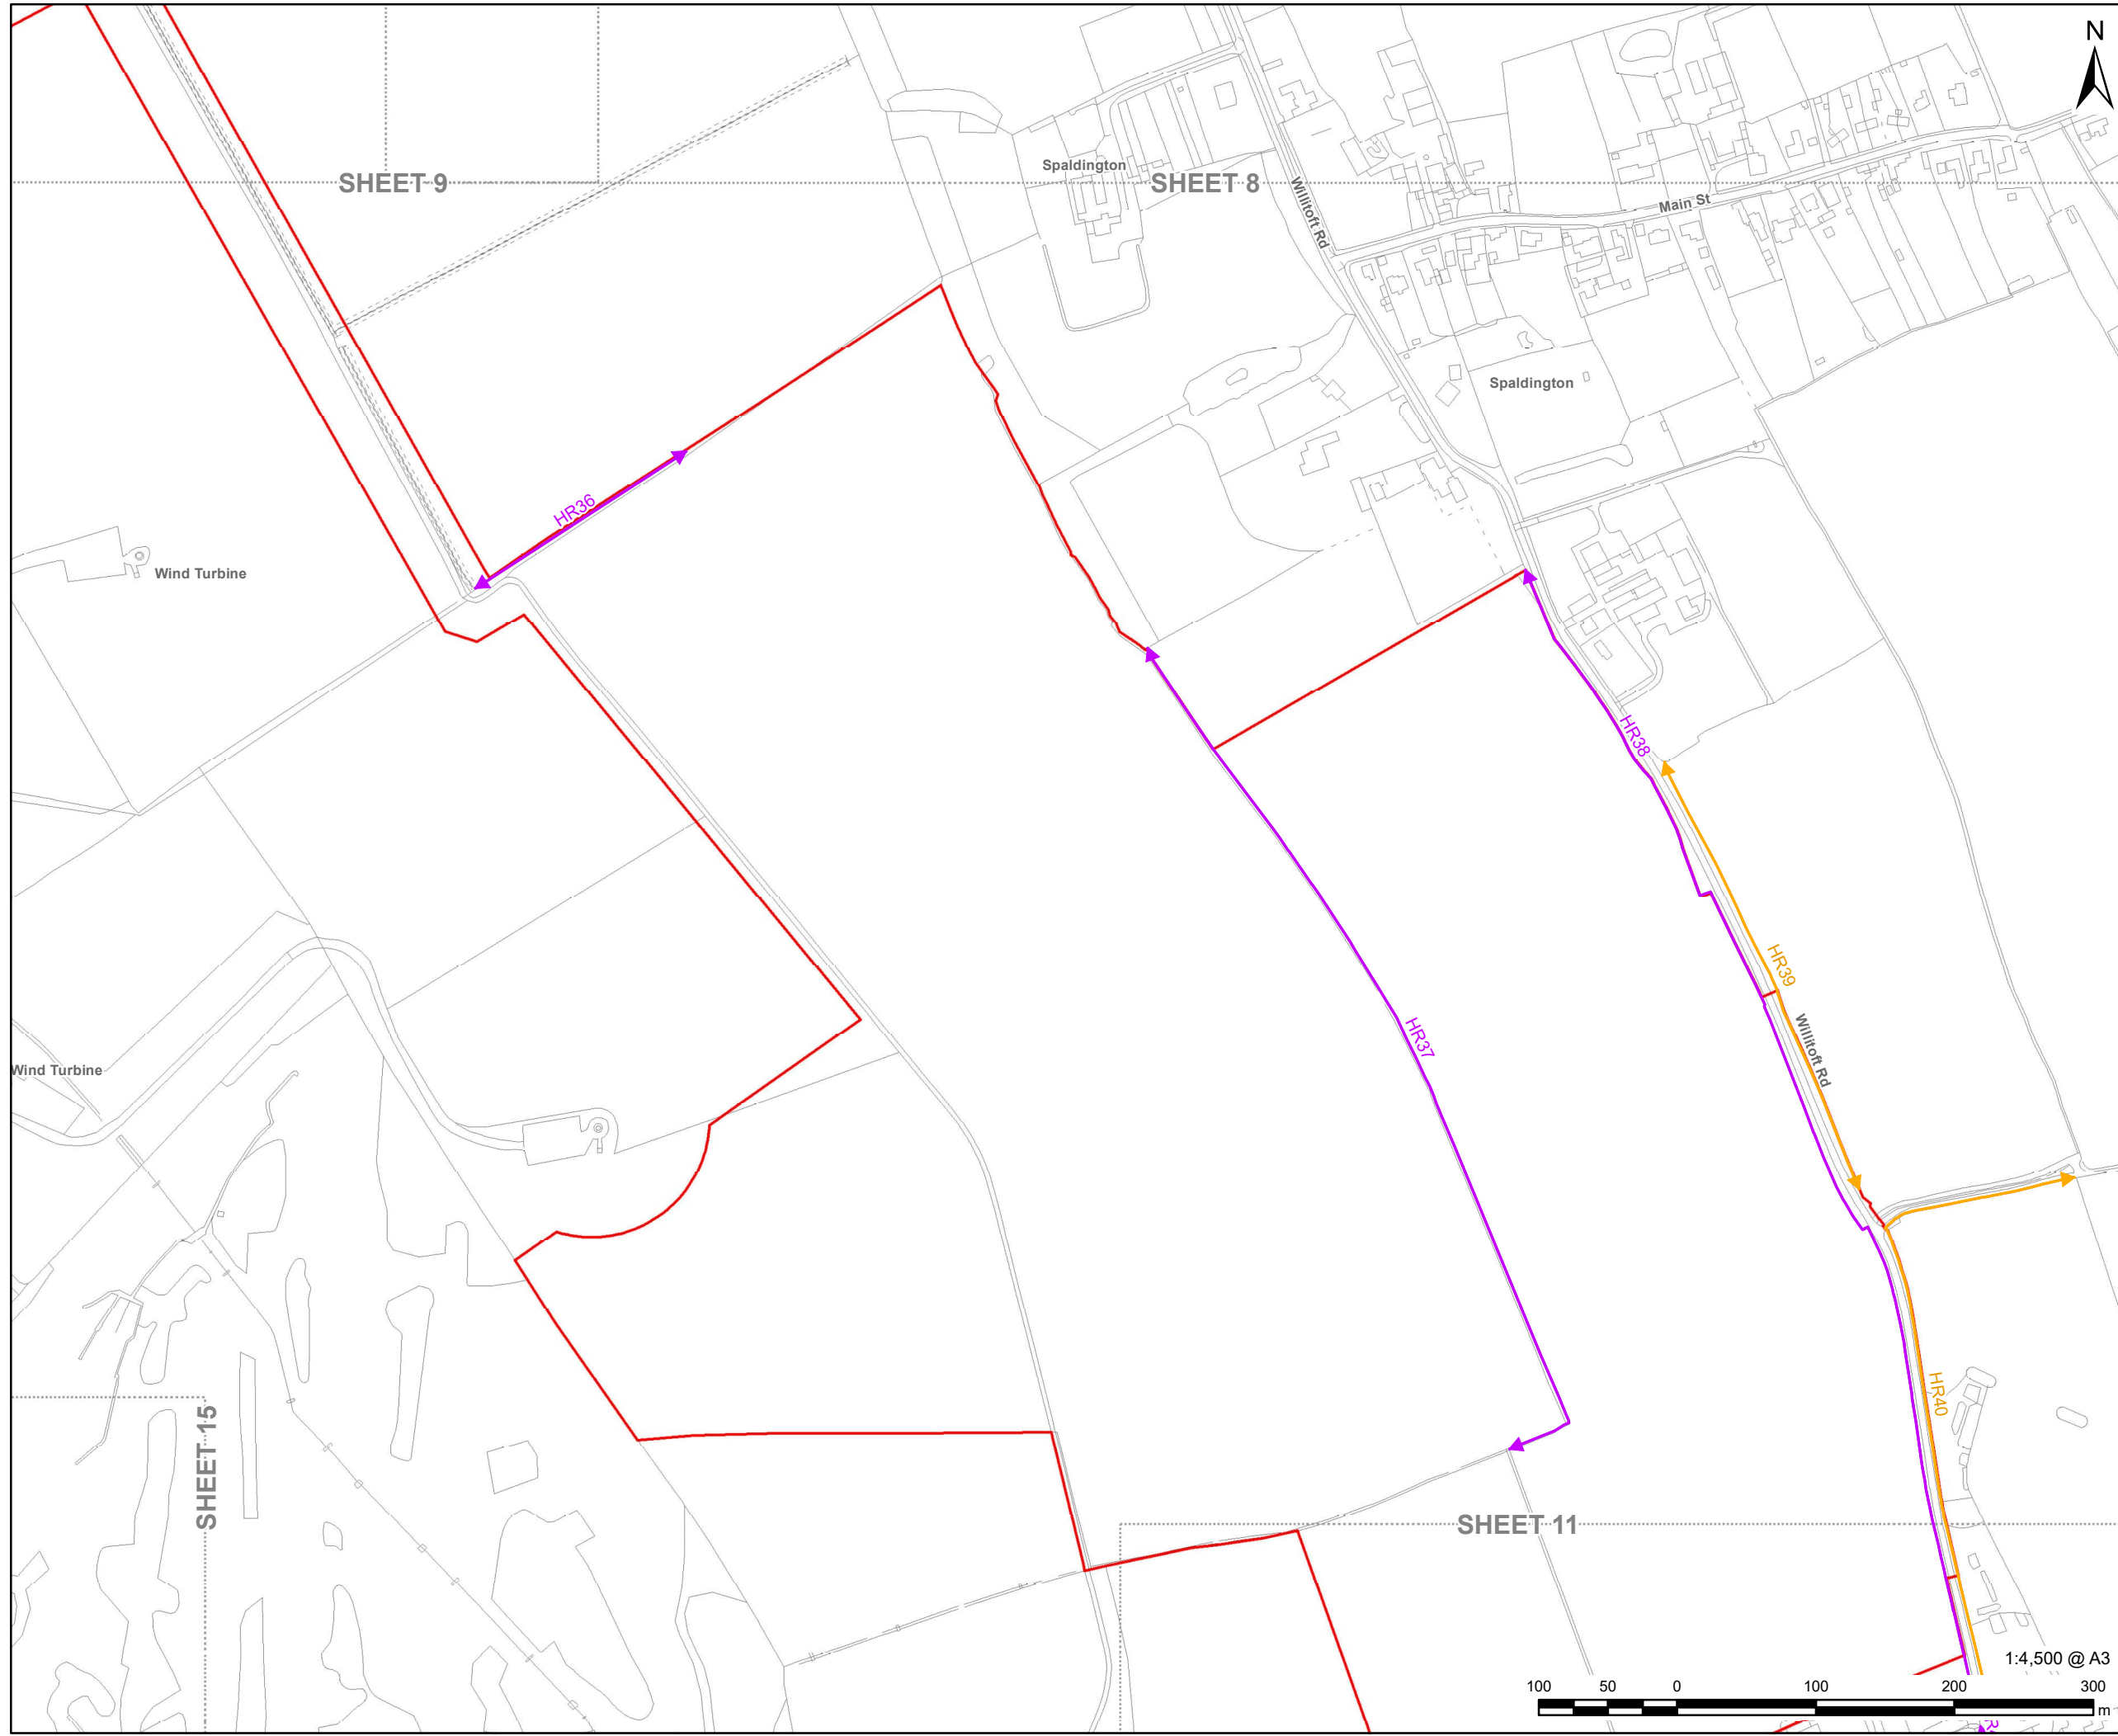 N
Spaldington
SHEET 9
SHEET 8
Willitoft Rd
Main St
Spaldington
HR36
Wind Turbine
HR38
HR39
HR37
Willitoft Rd
Wind Turbine
HR40
SHEET 15
SHEET 11
1:4,500 @ A3
100 50 0 100 200 300
m